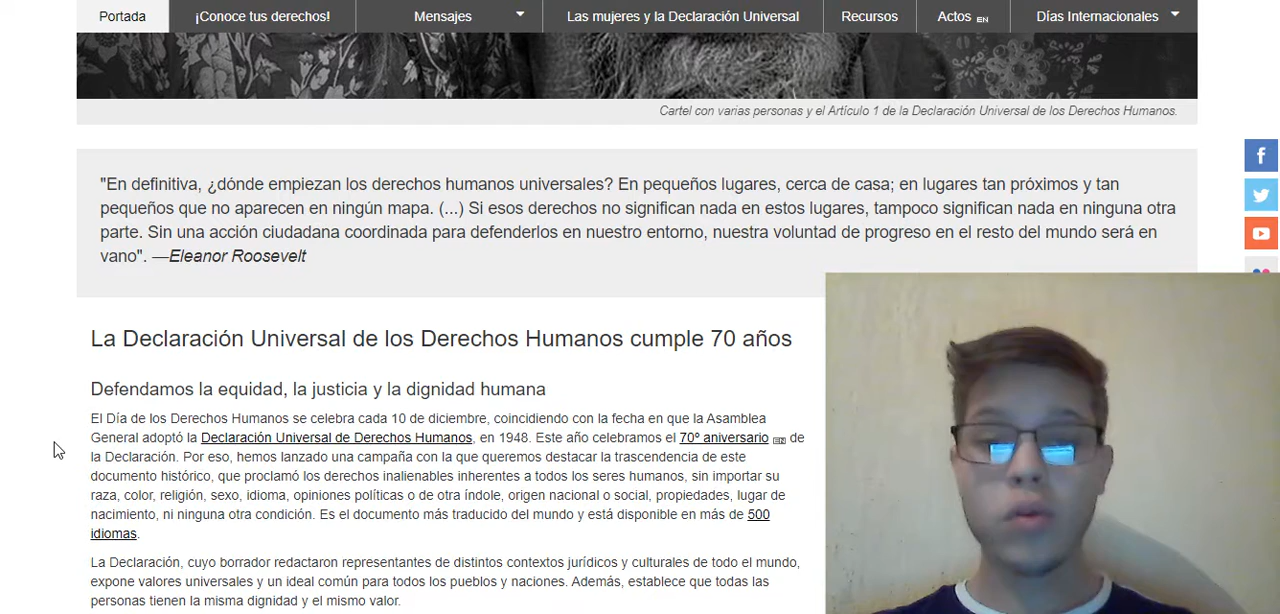 Portada
¡Conoce tus derechos!
Mensajes
Las mujeres y la Declaración Universal
Recursos
Actos EN
Días Internacionales
Cartel con varias personas y el Artículo 1 de la Declaración Universal de los Derechos Humanos.
"En definitiva, ¿dónde empiezan los derechos humanos universales? En pequeños lugares, cerca de casa; en lugares tan próximos y tan
pequeños que no aparecen en ningún mapa. (...) Si esos derechos no significan nada en estos lugares, tampoco significan nada en ninguna otra
parte. Sin una acción ciudadana coordinada para defenderlos en nuestro entorno, nuestra voluntad de progreso en el resto del mundo será en
vano". —Eleanor Roosevelt
La Declaración Universal de los Derechos Humanos cumple 70 años
Defendamos la equidad, la justicia y la dignidad humana
El Día de los Derechos Humanos se celebra cada 10 de diciembre, coincidiendo con la fecha en que la Asamblea
General adoptó la Declaración Universal de Derechos Humanos, en 1948. Este año celebramos el 70º aniversario de
la Declaración. Por eso, hemos lanzado una campaña con la que queremos destacar la trascendencia de este
documento histórico, que proclamó los derechos inalienables inherentes a todos los seres humanos, sin importar su
raza, color, religión, sexo, idioma, opiniones políticas o de otra índole, origen nacional o social, propiedades, lugar de
nacimiento, ni ninguna otra condición. Es el documento más traducido del mundo y está disponible en más de 500
idiomas.
La Declaración, cuyo borrador redactaron representantes de distintos contextos jurídicos y culturales de todo el mundo,
expone valores universales y un ideal común para todos los pueblos y naciones. Además, establece que todas las
personas tienen la misma dignidad y el mismo valor.